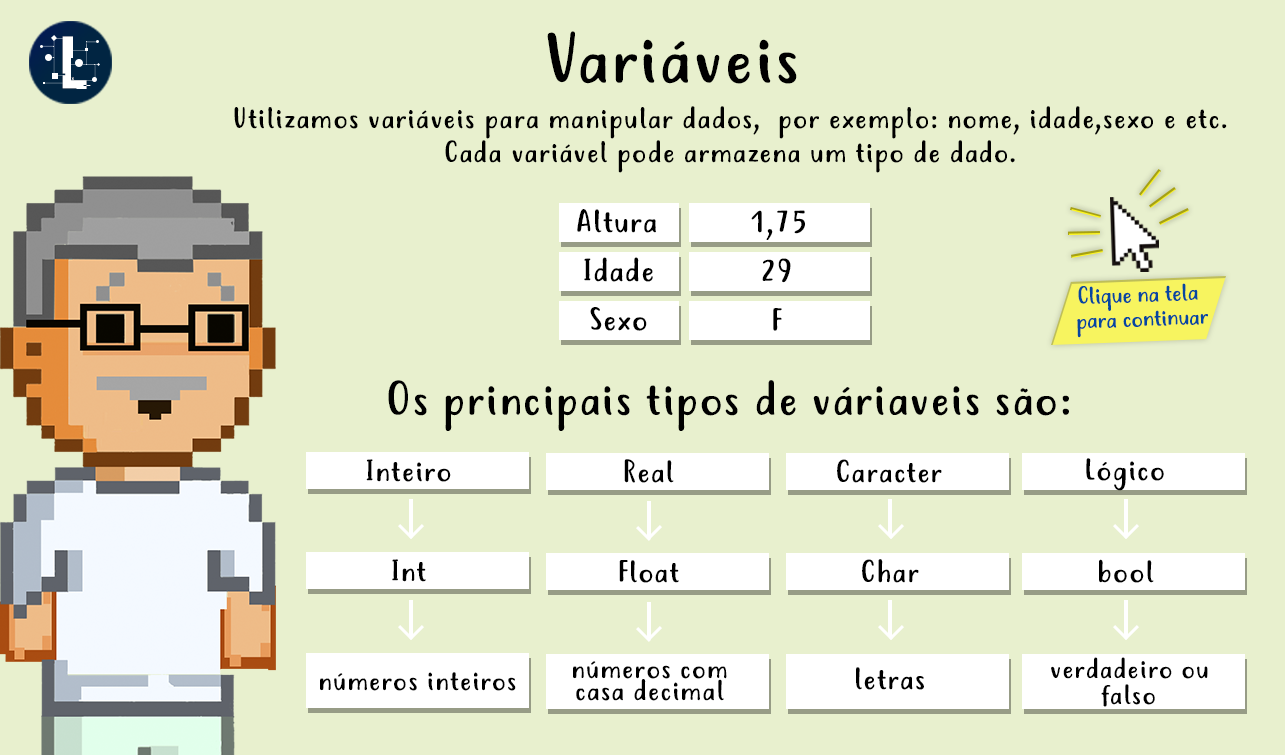 L
Variáveis
Utilizamos variáveis para manipular dados, por exemplo: nome, idade,sexo e etc.
Cada variável pode armazena um tipo de dado.
Altura 1,75
Idade 29
Sexo F
Clique na tela
para continuar
Os principais tipos de váriaveis são:
Inteiro Real Caracter Lógico
Int Float Char bool
números inteiros
números com
casa decimal
letras
verdadeiro ou
falso